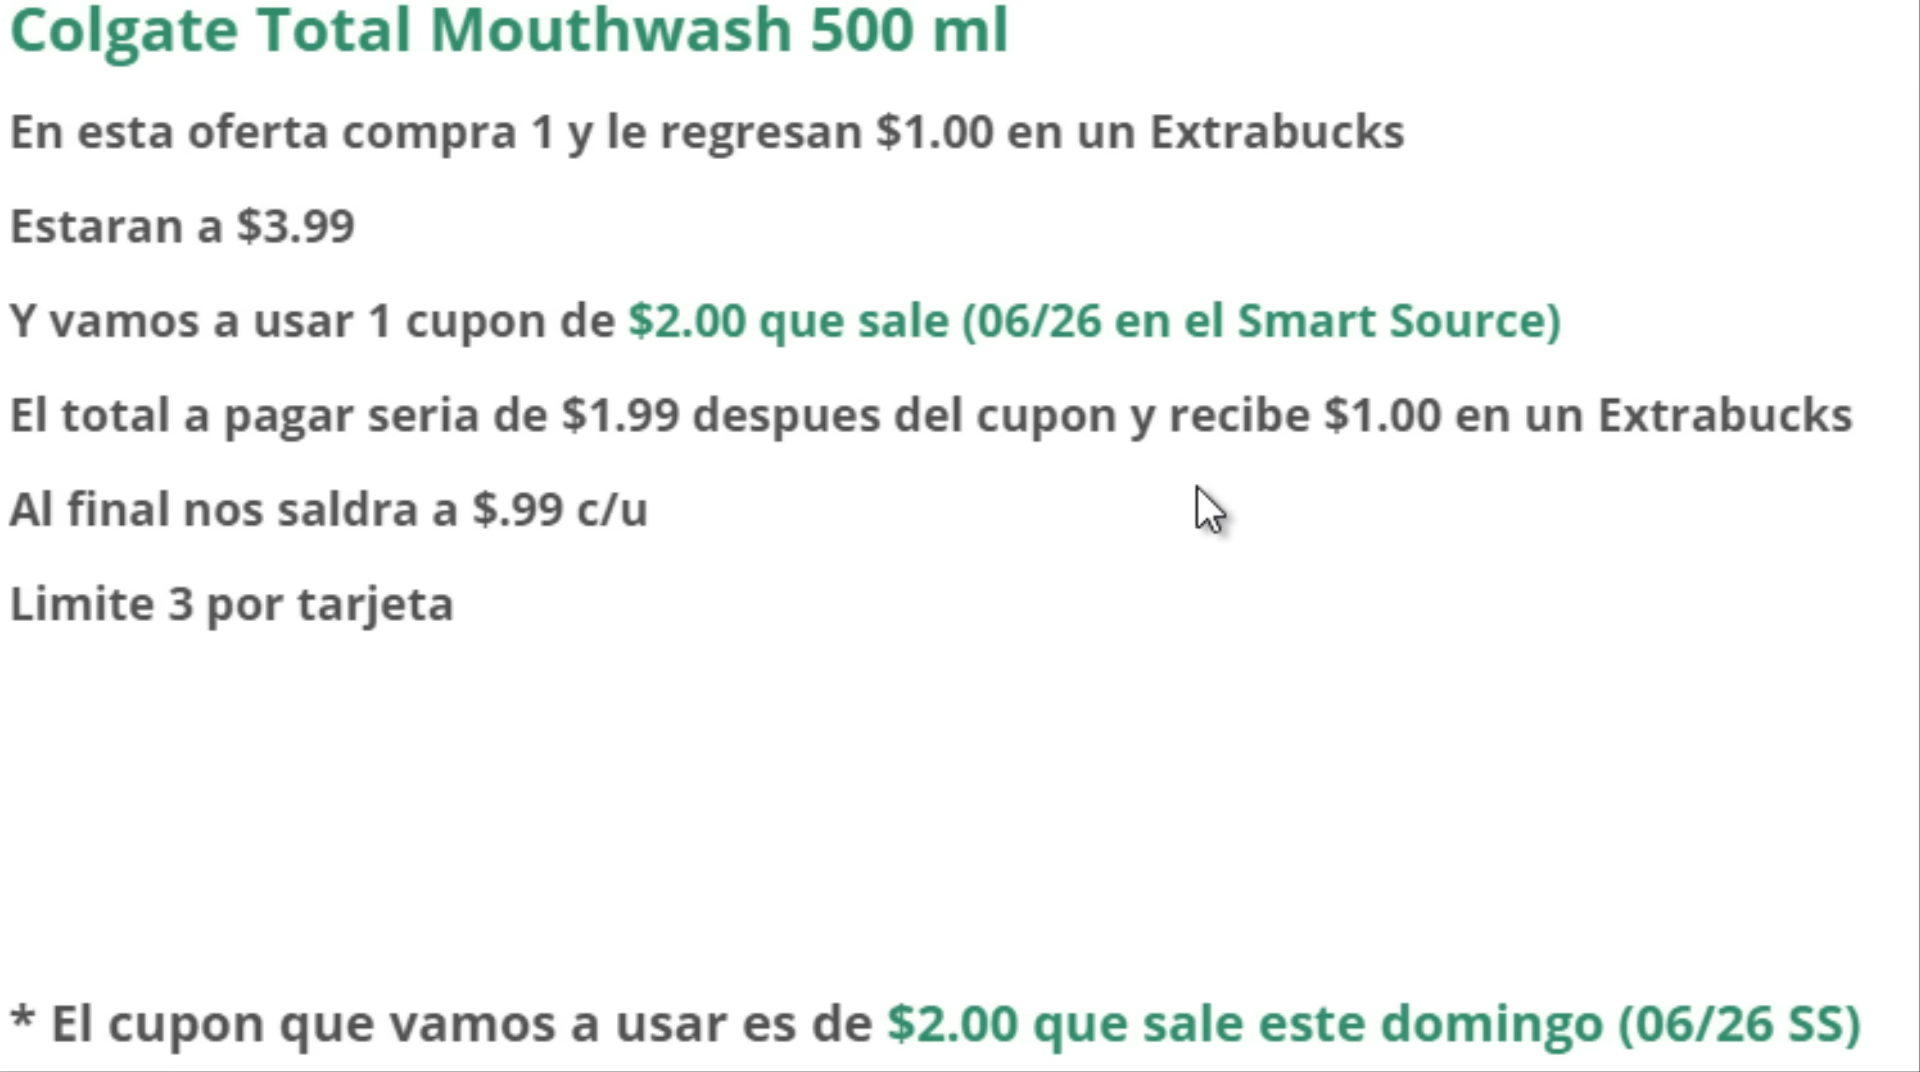 Colgate Total Mouthwash 500 ml
En esta oferta compra 1 y le regresan $1.00 en un Extrabucks
Estaran a $3.99
Y vamos a usar 1 cupon de $2.00 que sale (06/26 en el Smart Source)
El total a pagar seria de $1.99 despues del cupon y recibe $1.00 en un Extrabucks
Al final nos saldra a $.99 c/u
Limite 3 por tarjeta
* El cupon que vamos a usar es de $2.00 que sale este domingo (06/26 SS)